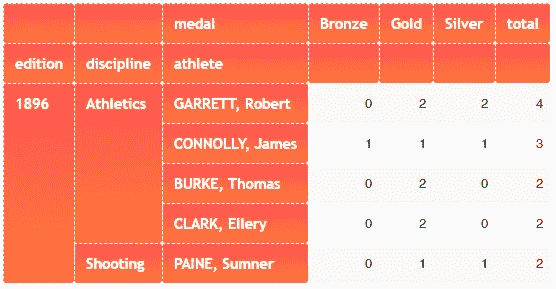 medal Bronze Gold Silver total
edition discipline athlete
1896 Athletics GARRETT, Robert 0 2 2 4
CONNOLLY, James 1 1 1 3
BURKE, Thomas 0 2 0 2
CLARK, Ellery 0 2 0 2
Shooting PAINE, Sumner 0 1 1 2